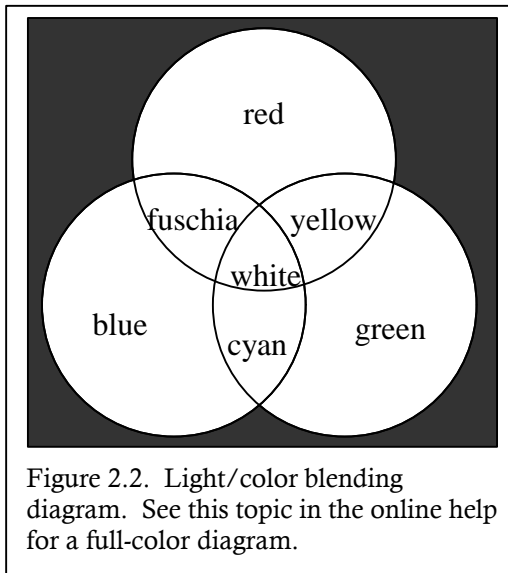 red
fuschia yellow
white
blue
green
cyan
Figure 2.2. Light/color blending
diagram. See this topic in the online help
for a full-color diagram.